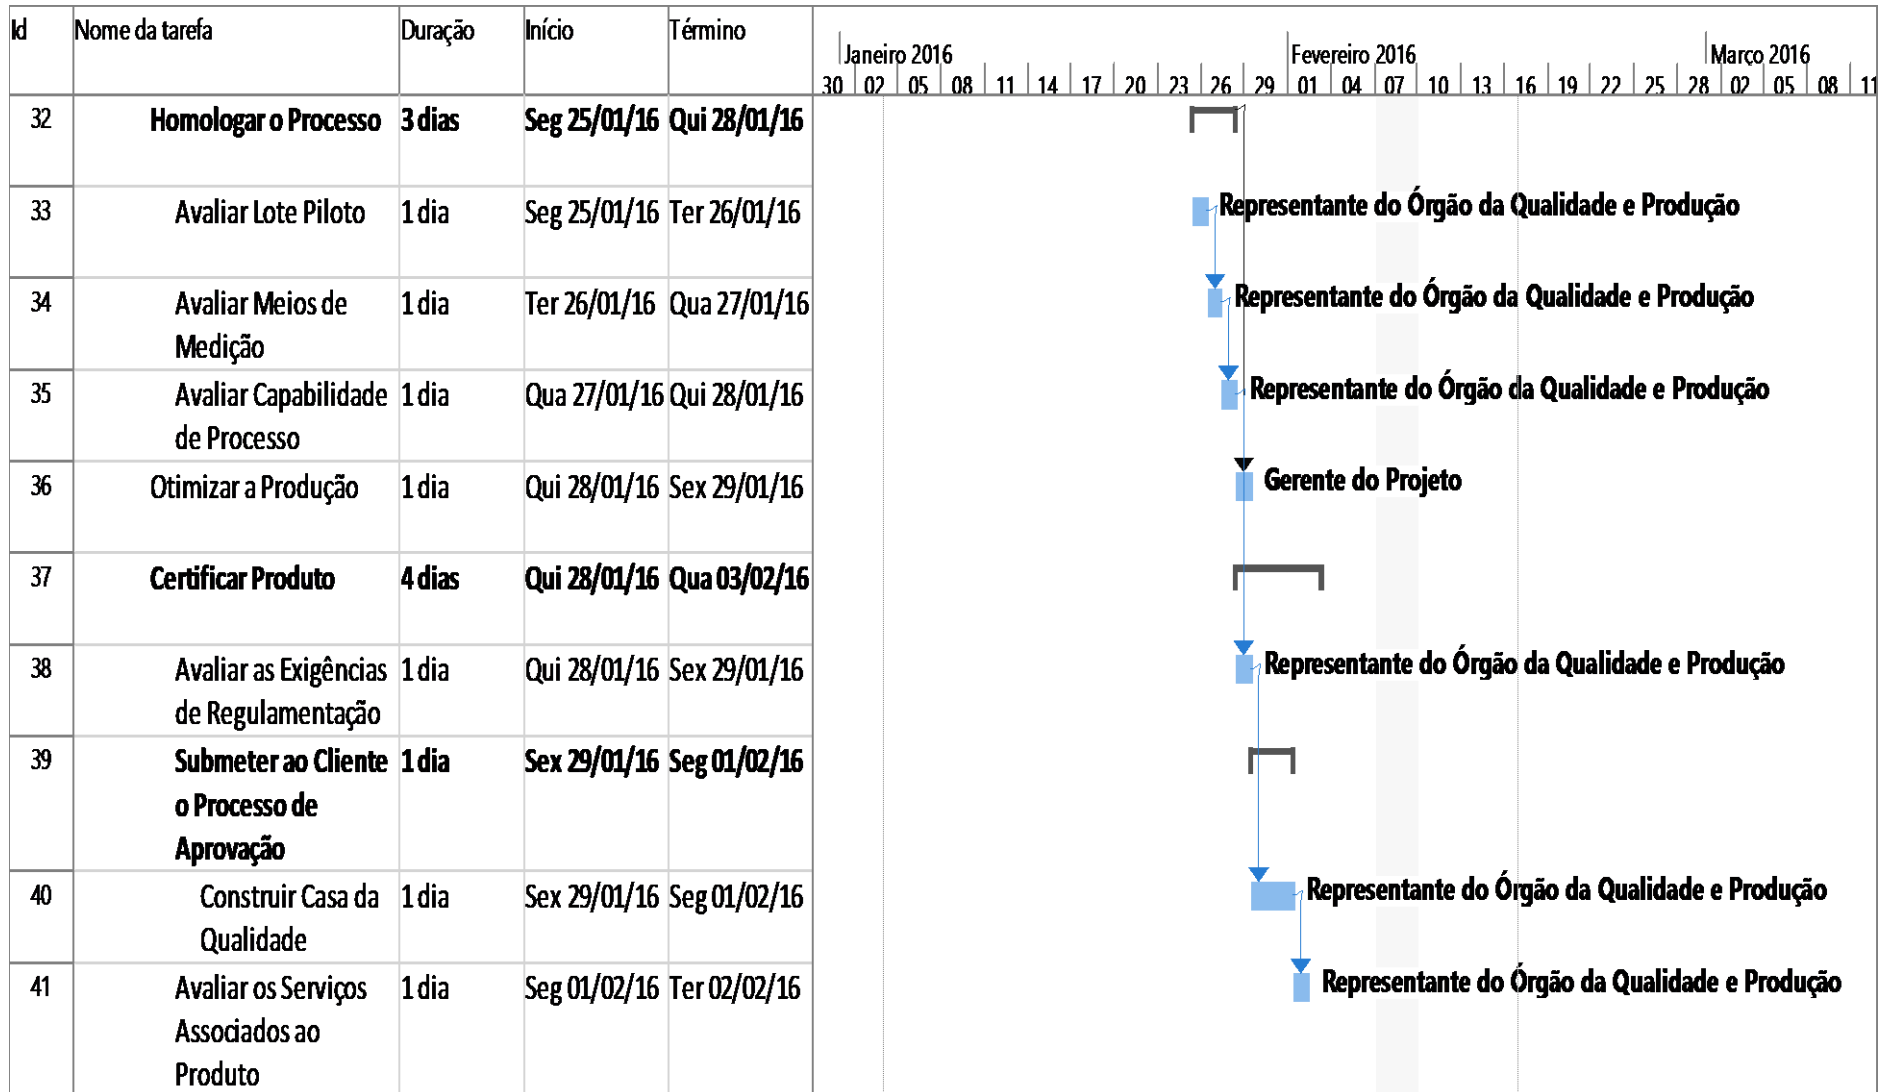 Id Nome da tarefa Duração Início Término
Janeiro 2016 Fevereiro 2016 Março 2016
30 02 05 08 11 14 17 20 23 26 29 01 04 07 10 13 16 19 22 25 28 02 05 08 11
32 Homologar o Processo 3 dias Seg 25/01/16 Qui 28/01/16
33 Avaliar Lote Piloto 1 dia Seg 25/01/16 Ter 26/01/16 Representante do Órgão da Qualidade e Produção
34 Avaliar Meios de 1 dia Ter 26/01/16 Qua 27/01/16 Representante do Órgão da Qualidade e Produção
Medição
35 Avaliar Capabilidade 1 dia Qua 27/01/16 Qui 28/01/16 Representante do Órgão da Qualidade e Produção
de Processo
36 Otimizar a Produção 1 dia Qui 28/01/16 Sex 29/01/16 Gerente do Projeto
37 Certificar Produto 4 dias Qui 28/01/16 Qua 03/02/16
38 Avaliar as Exigências 1 dia Qui 28/01/16 Sex 29/01/16 Representante do Órgão da Qualidade e Produção
de Regulamentação
39 Submeter ao Cliente 1 dia Sex 29/01/16 Seg 01/02/16
o Processo de
Aprovação
40 Construir Casa da 1 dia Sex 29/01/16 Seg 01/02/16 Representante do Órgão da Qualidade e Produção
Qualidade
41 Avaliar os Serviços 1 dia Seg 01/02/16 Ter 02/02/16 Representante do Órgão da Qualidade e Produção
Associados ao
Produto